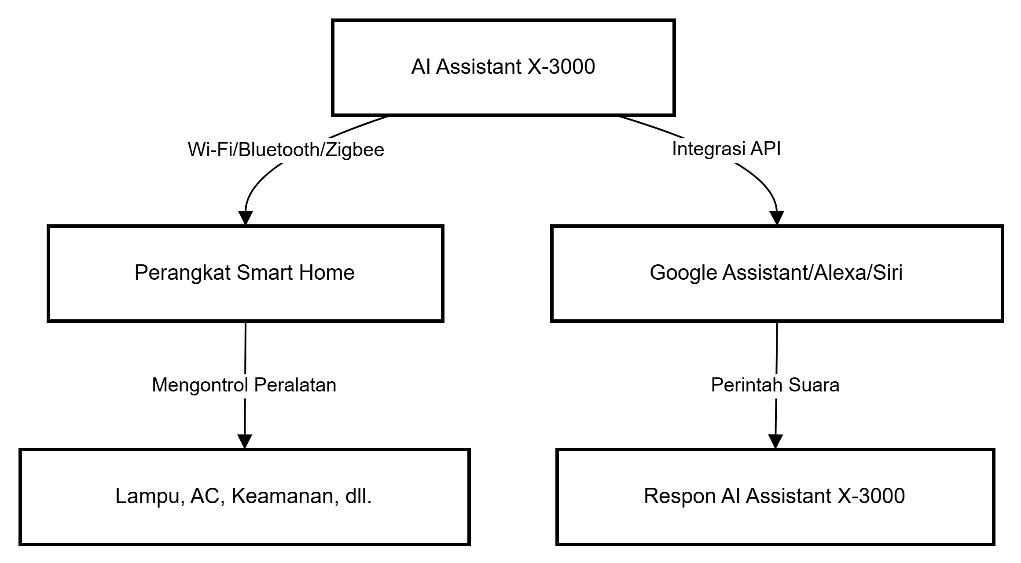 AI Assistant X-3000
Wi-Fi/Bluetooth/Zigbee
Integrasi API
Perangkat Smart Home
Google Assistant/Alexa/Siri
Mengontrol Peralatan
Perintah Suara
Lampu, AC, Keamanan, dll.
Respon AI Assistant X-3000